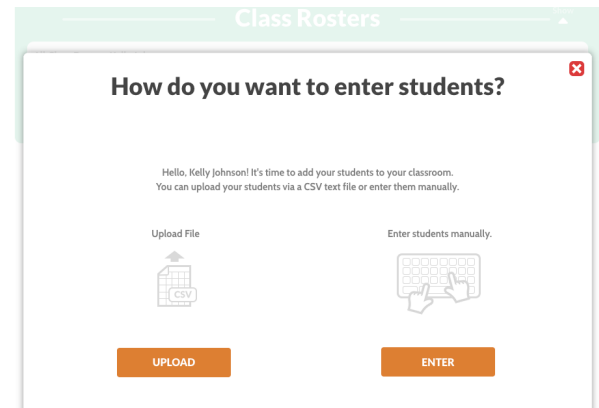 Class Rosters
How do you want to enter students?
Hello, Kelly Johnson! It's time to add your students to your classroom.
You can upload your students via a CSV text file or enter them manually.
Upload File
Enter students manually.
CSV
UPLOAD
ENTER